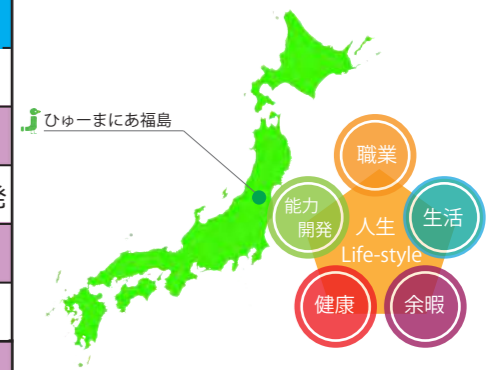 ひゅーまにあ福島
発
職業
能力
開発
人生
Life-style
生活
健康
余暇